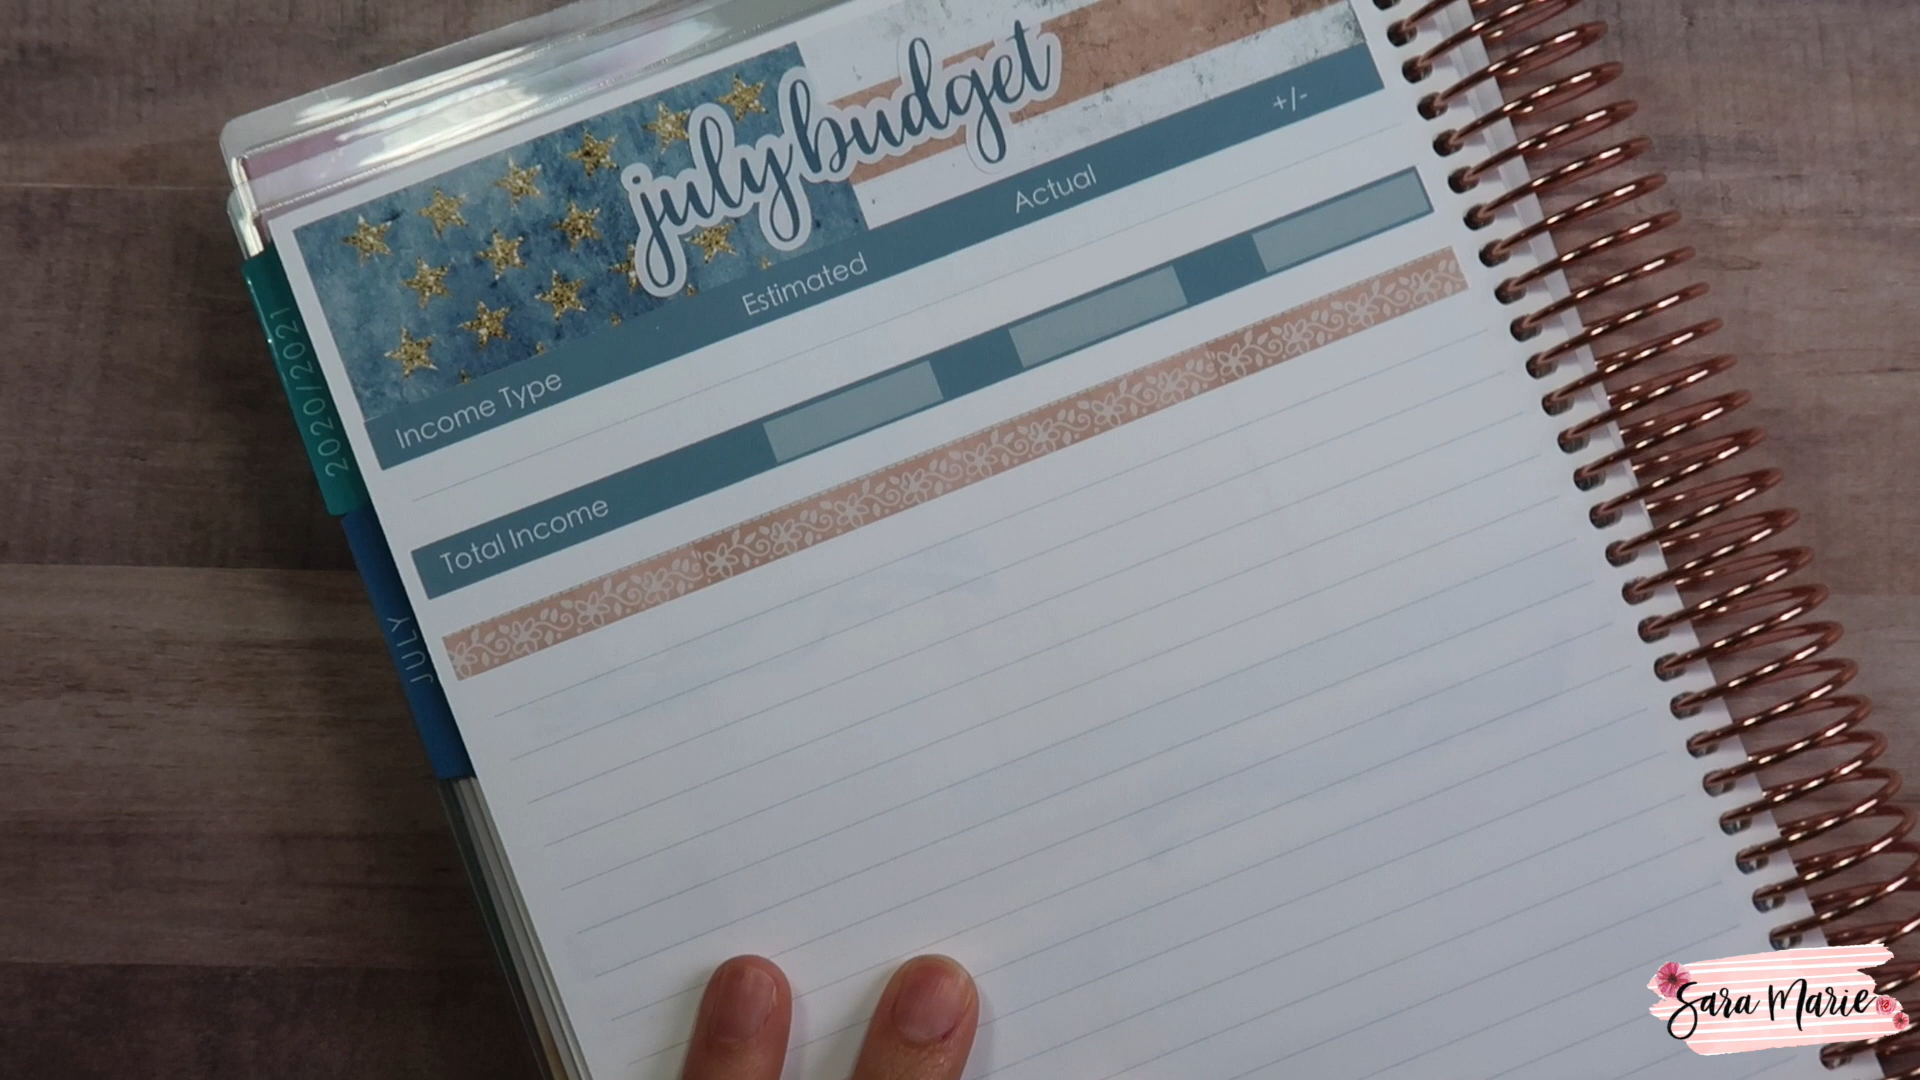 july budget
Income Type Estimated Actual +/-
Total Income
2020/2021
JULY
Sara Marie